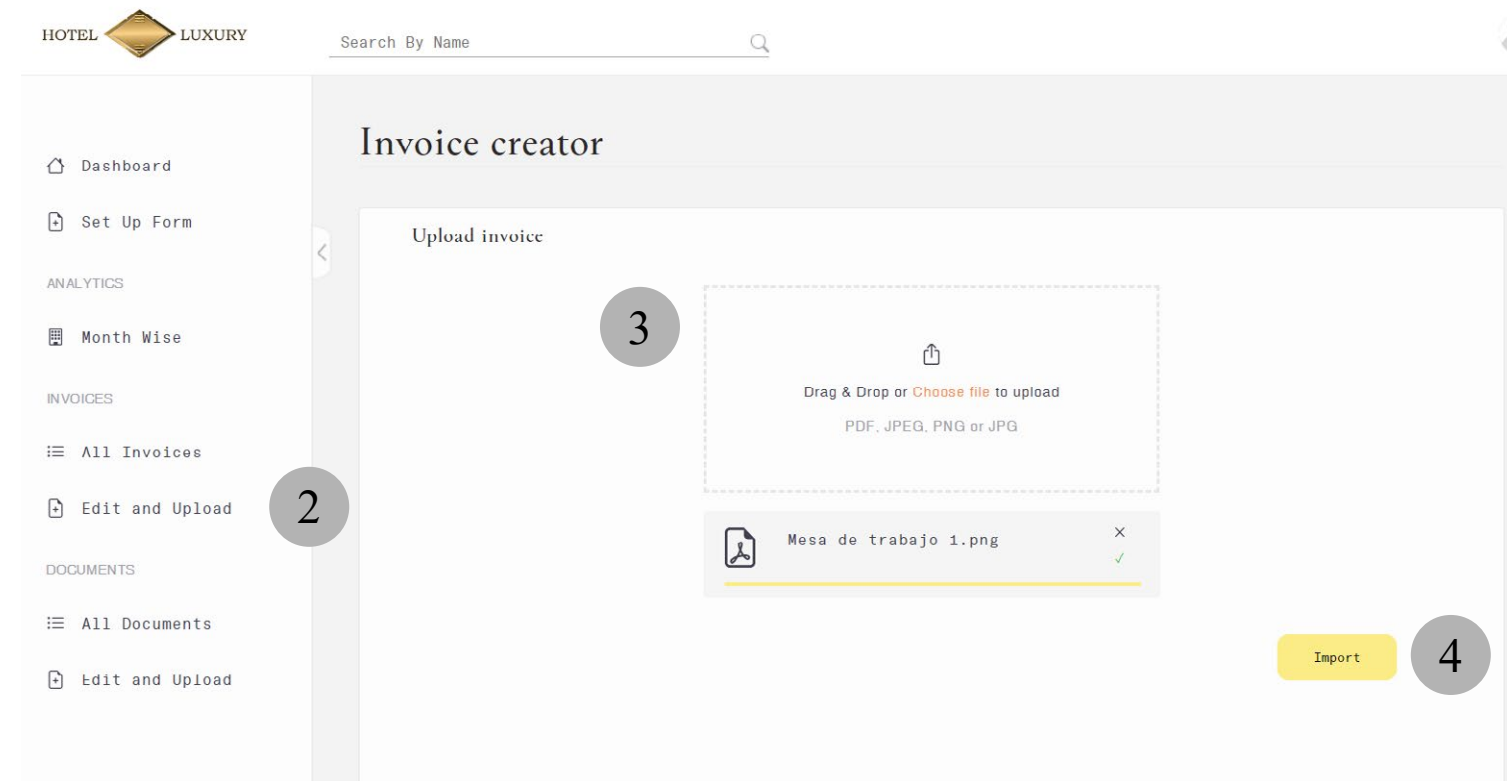 HOTEL LUXURY
Search By Name
Dashboard
Set Up Form
ANALYTICS
Month Wise
INVOICES
All Invoices
Edit and Upload
2
DOCUMENTS
All Documents
Edit and Upload
Invoice creator
Upload invoice
3
Drag & Drop or Choose file to upload
PDF, JPEG, PNG or JPG
Mesa de trabajo 1.png
Import
4